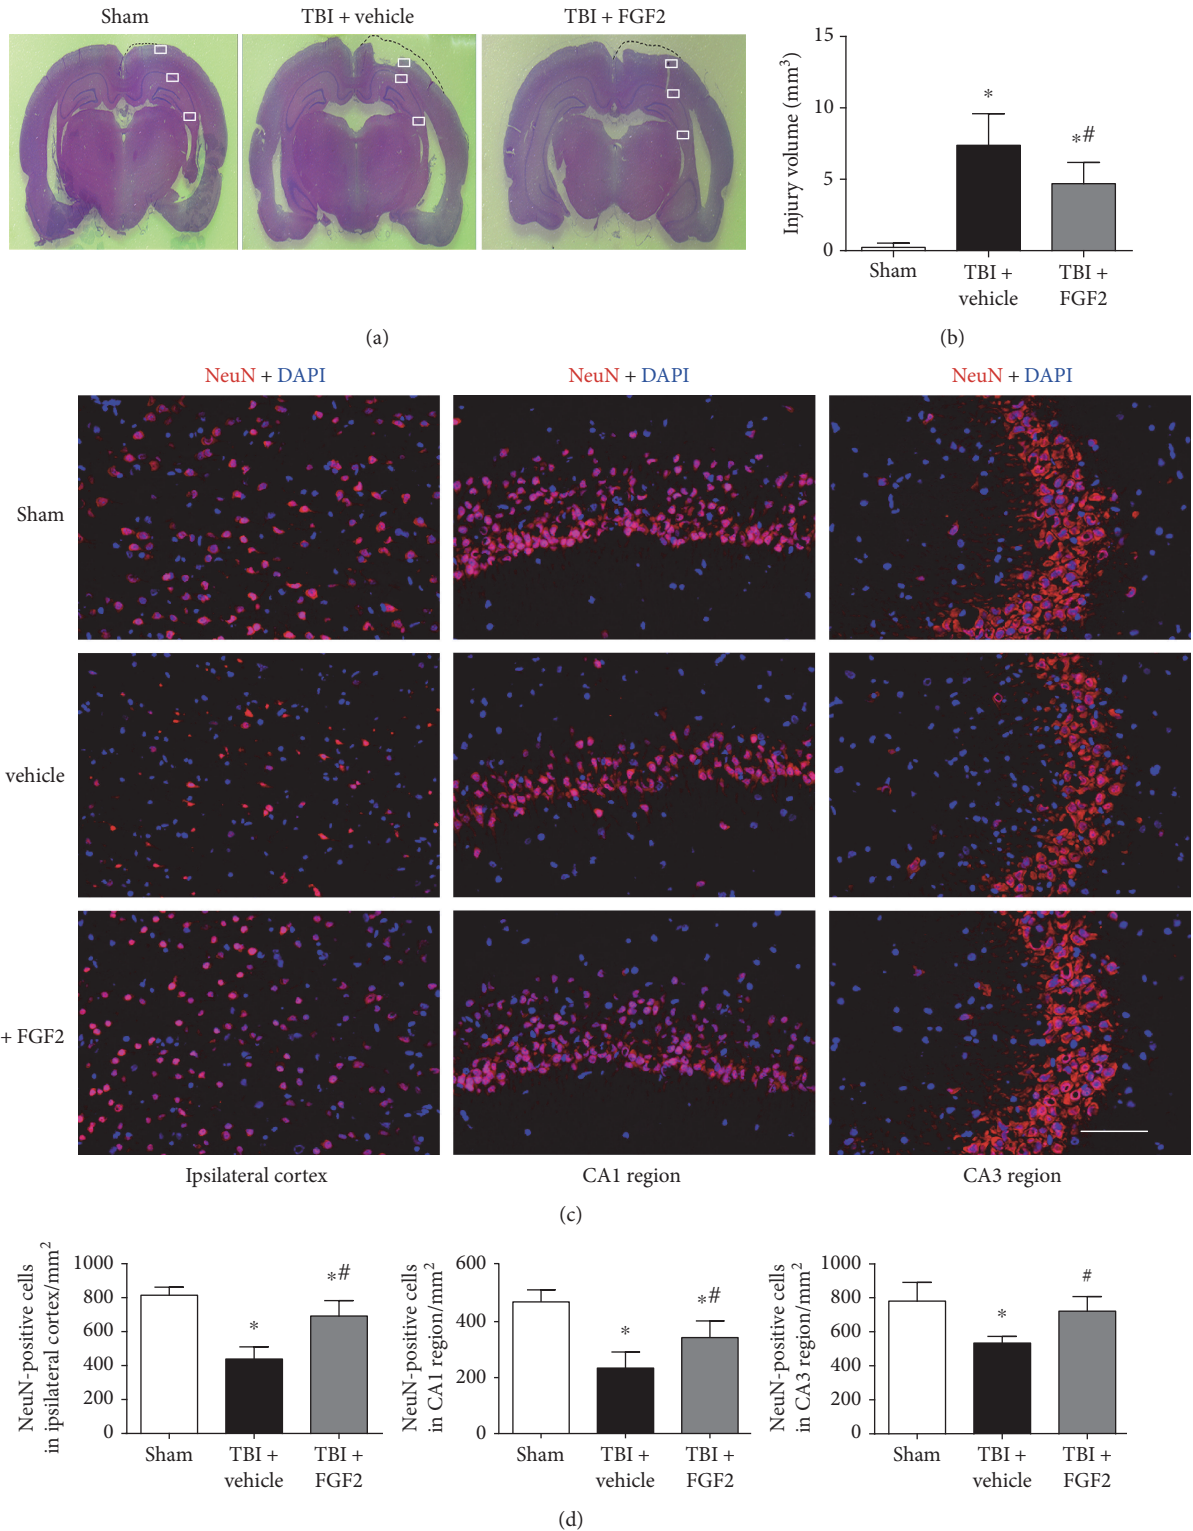 Sham
TBI + vehicle
TBI + FGF2
(a)
Injury volume (mm³)
15
10
5
0
*
*#
Sham
TBI +
vehicle
TBI +
FGF2
(b)
NeuN + DAPI
NeuN + DAPI
NeuN + DAPI
Sham
vehicle
+ FGF2
Ipsilateral cortex
CA1 region
CA3 region
(c)
NeuN-positive cells
in ipsilateral cortex/mm²
1000
800
600
400
200
0
*
*#
Sham
TBI +
vehicle
TBI +
FGF2
NeuN-positive cells
in CA1 region/mm²
600
400
200
0
*
*#
Sham
TBI +
vehicle
TBI +
FGF2
NeuN-positive cells
in CA3 region/mm²
1000
800
600
400
200
0
*
#
Sham
TBI +
vehicle
TBI +
FGF2
(d)